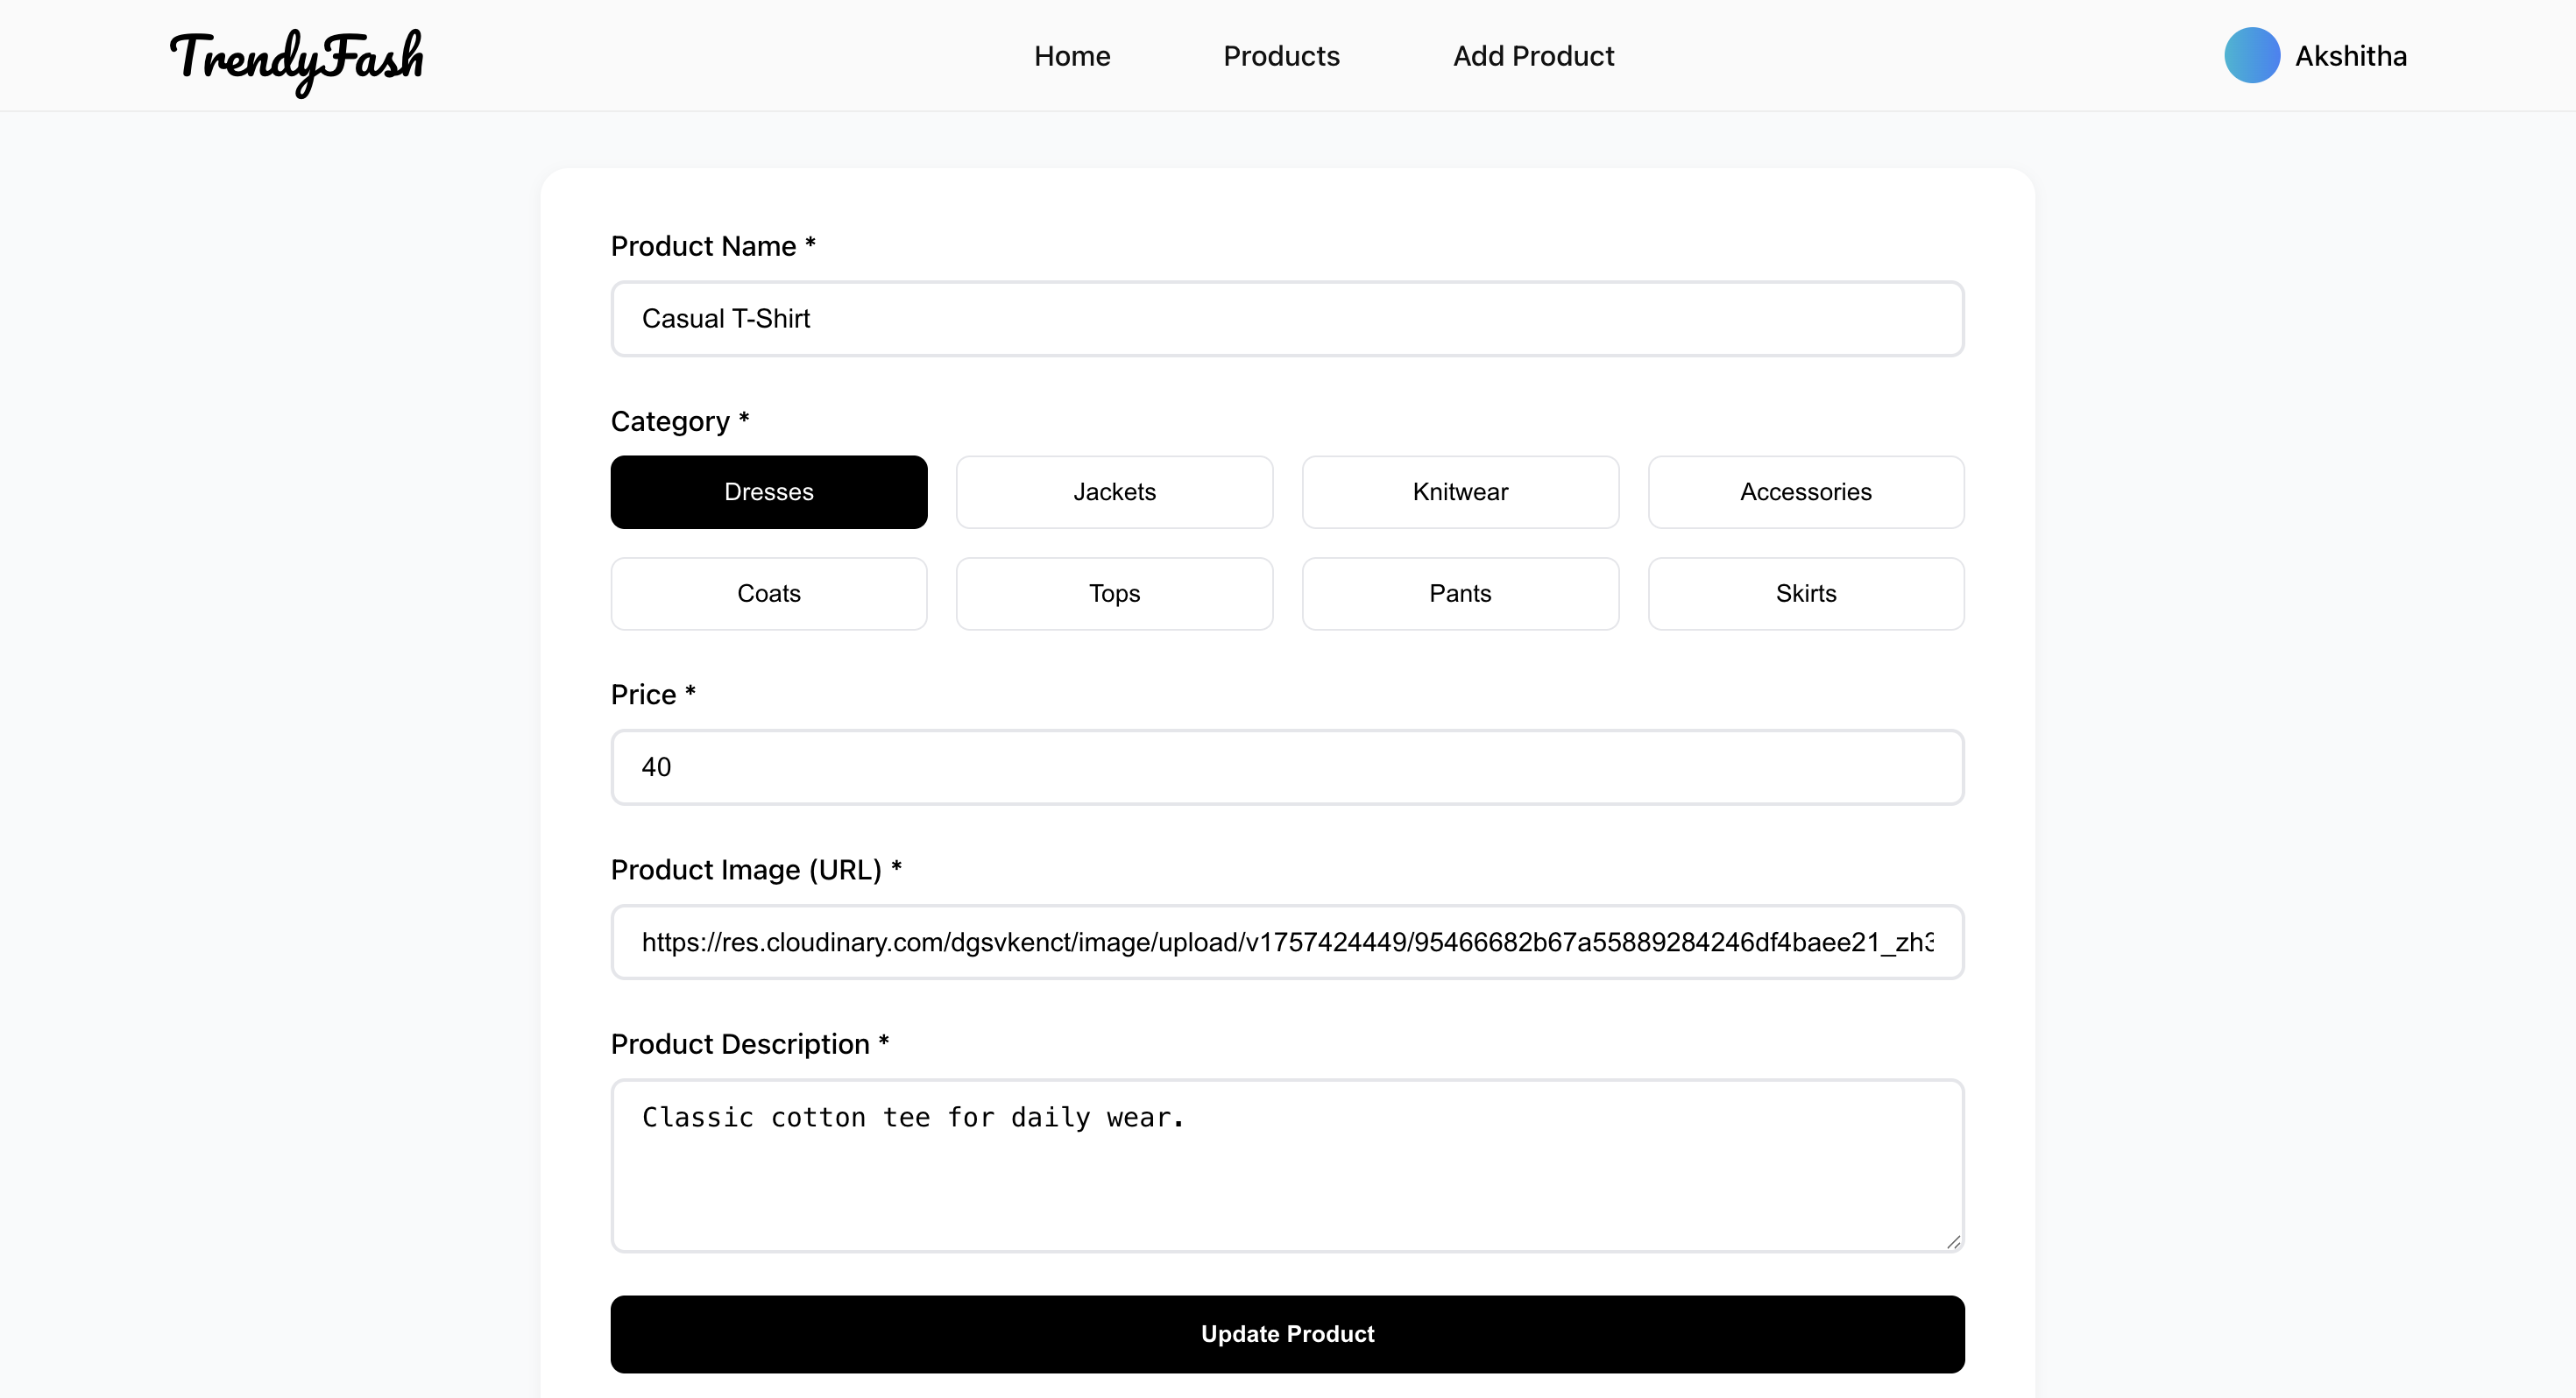 TrendyFash
Home Products Add Product
Akshitha
Product Name *
Casual T-Shirt
Category *
Dresses Jackets Knitwear Accessories
Coats Tops Pants Skirts
Price *
40
Product Image (URL) *
https://res.cloudinary.com/dgsvkenct/image/upload/v1757424449/95466682b67a55889284246df4baee21_zh3
Product Description *
Classic cotton tee for daily wear.
Update Product